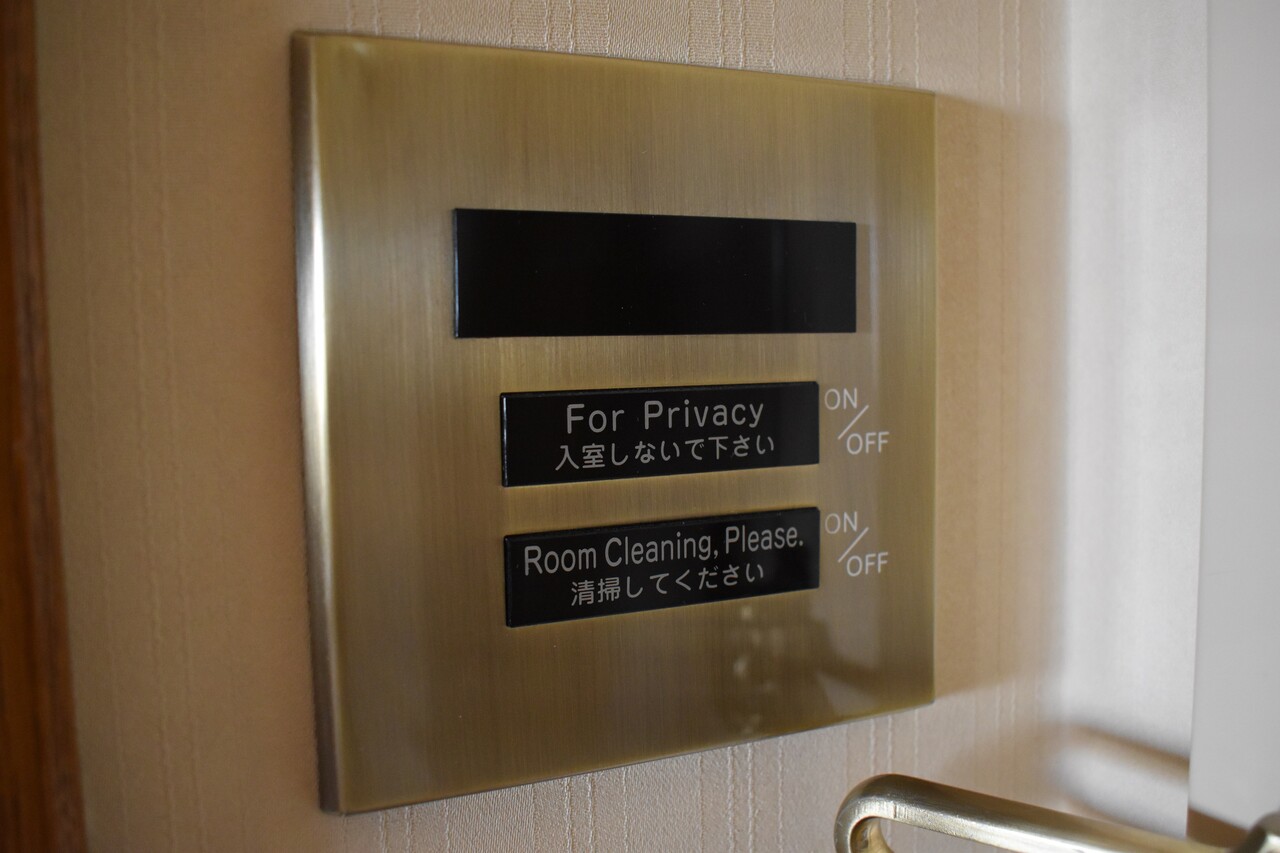 For Privacy
入室しないで下さい
ON/OFF
Room Cleaning, Please.
清掃してください
ON/OFF